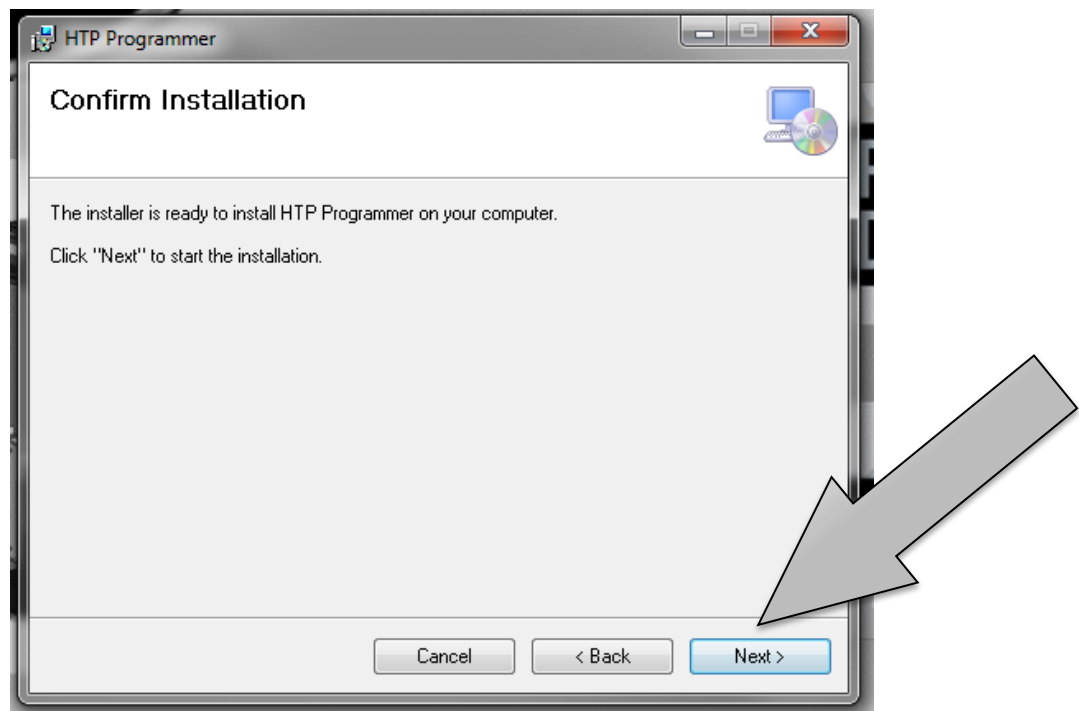 HTP Programmer
Confirm Installation
The installer is ready to install HTP Programmer on your computer.
Click "Next" to start the installation.
Cancel
< Back
Next >